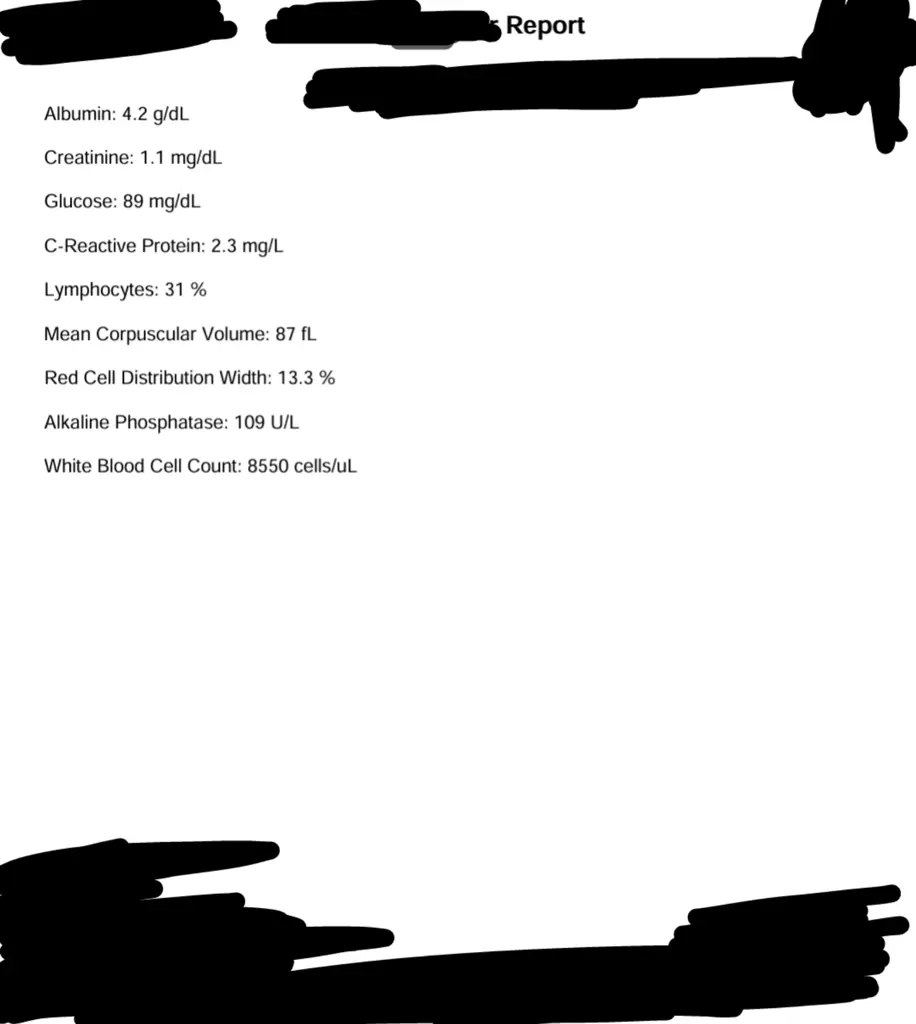 Report
Albumin: 4.2 g/dL
Creatinine: 1.1 mg/dL
Glucose: 89 mg/dL
C-Reactive Protein: 2.3 mg/L
Lymphocytes: 31 %
Mean Corpuscular Volume: 87 fL
Red Cell Distribution Width: 13.3 %
Alkaline Phosphatase: 109 U/L
White Blood Cell Count: 8550 cells/uL